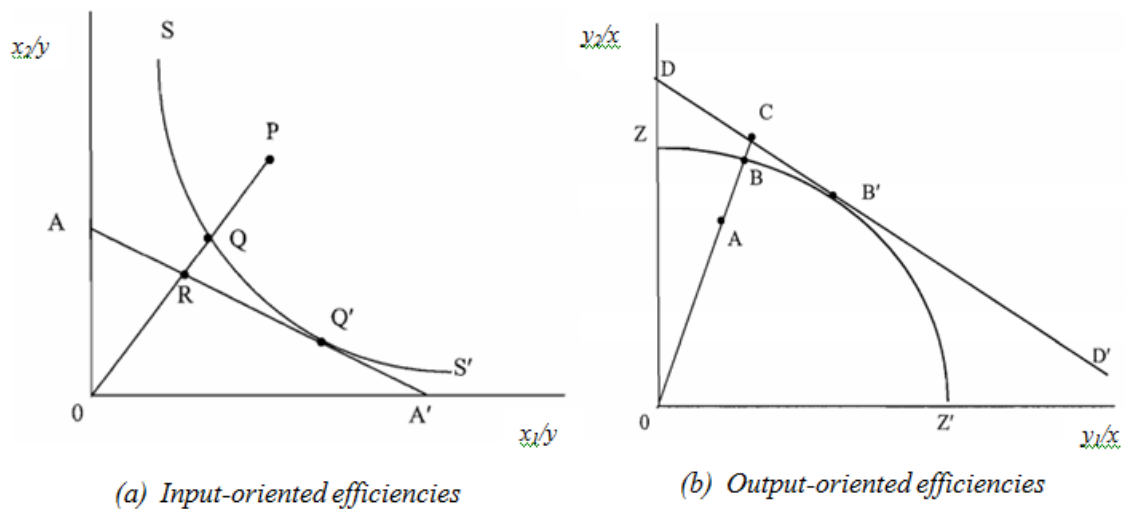 S
x₂/y
P
A
Q
R
Q'
S'
0
A'
x₁/y
(a) Input-oriented efficiencies
y₂/x
D
C
Z
B
B'
A
D'
0
Z'
y₁/x
(b) Output-oriented efficiencies